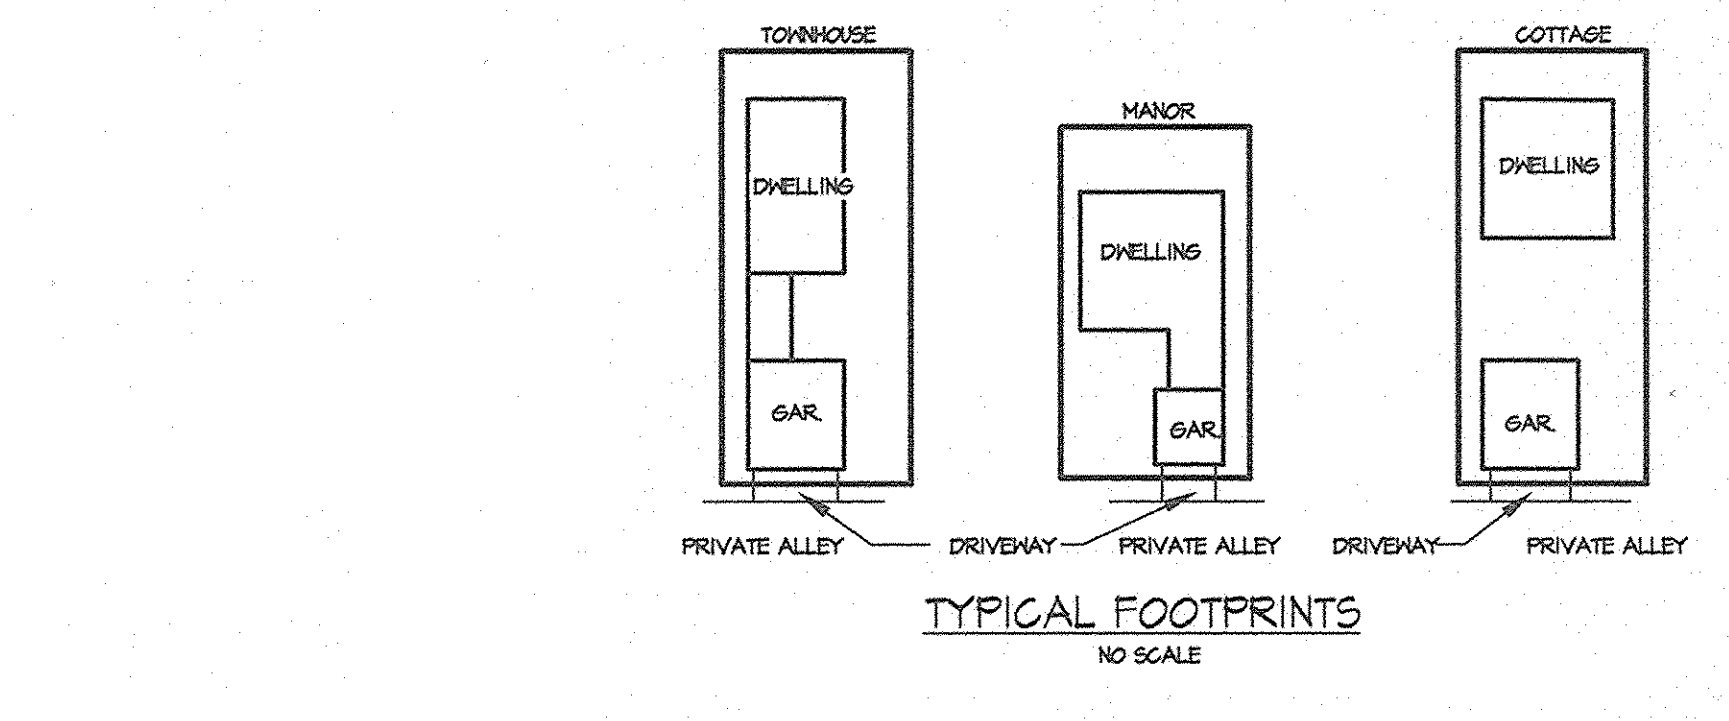 TOWNHOUSE
DWELLING
GAR.
PRIVATE ALLEY
DRIVEWAY
MANOR
DWELLING
GAR.
PRIVATE ALLEY
COTTAGE
DWELLING
GAR.
DRIVEWAY
PRIVATE ALLEY
TYPICAL FOOTPRINTS
NO SCALE